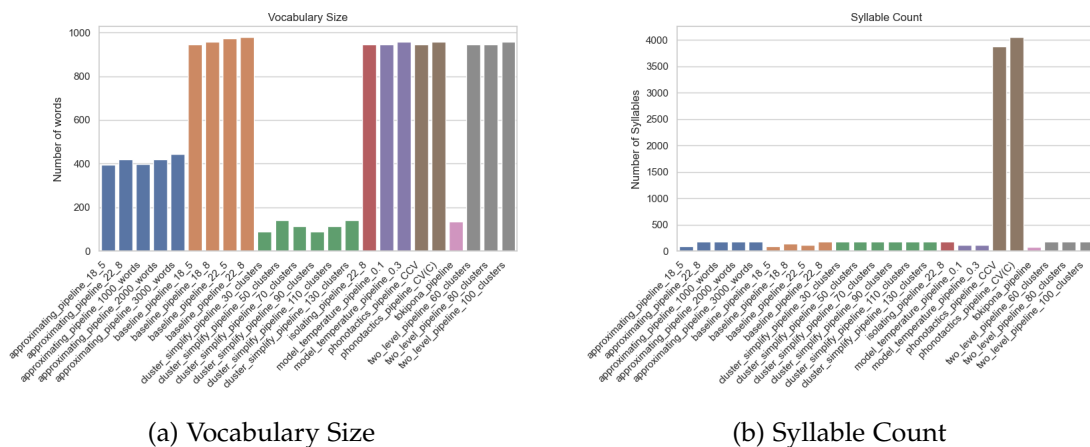 Vocabulary Size
Number of words
1000
800
600
400
200
0
approximating_pipeline_18_5
approximating_pipeline_22_8
approximating_pipeline_1000_words
approximating_pipeline_2000_words
approximating_pipeline_3000_words
baseline_pipeline_18_5
baseline_pipeline_18_8
baseline_pipeline_22_5
baseline_pipeline_22_8
cluster_simplify_pipeline_30_clusters
cluster_simplify_pipeline_50_clusters
cluster_simplify_pipeline_70_clusters
cluster_simplify_pipeline_90_clusters
cluster_simplify_pipeline_110_clusters
cluster_simplify_pipeline_130_clusters
isolating_pipeline_22_8
model_temperature_pipeline_0.1
model_temperature_pipeline_0.3
phonotactics_pipeline_CCV
phonotactics_pipeline_CV(C)
tokipona_pipeline
two_level_pipeline_60_clusters
two_level_pipeline_80_clusters
two_level_pipeline_100_clusters
(a) Vocabulary Size
Syllable Count
Number of Syllables
4000
3500
3000
2500
2000
1500
1000
500
0
approximating_pipeline_18_5
approximating_pipeline_22_8
approximating_pipeline_1000_words
approximating_pipeline_2000_words
approximating_pipeline_3000_words
baseline_pipeline_18_5
baseline_pipeline_18_8
baseline_pipeline_22_5
baseline_pipeline_22_8
cluster_simplify_pipeline_30_clusters
cluster_simplify_pipeline_50_clusters
cluster_simplify_pipeline_70_clusters
cluster_simplify_pipeline_90_clusters
cluster_simplify_pipeline_110_clusters
cluster_simplify_pipeline_130_clusters
isolating_pipeline_22_8
model_temperature_pipeline_0.1
model_temperature_pipeline_0.3
phonotactics_pipeline_CCV
phonotactics_pipeline_CV(C)
tokipona_pipeline
two_level_pipeline_60_clusters
two_level_pipeline_80_clusters
two_level_pipeline_100_clusters
(b) Syllable Count